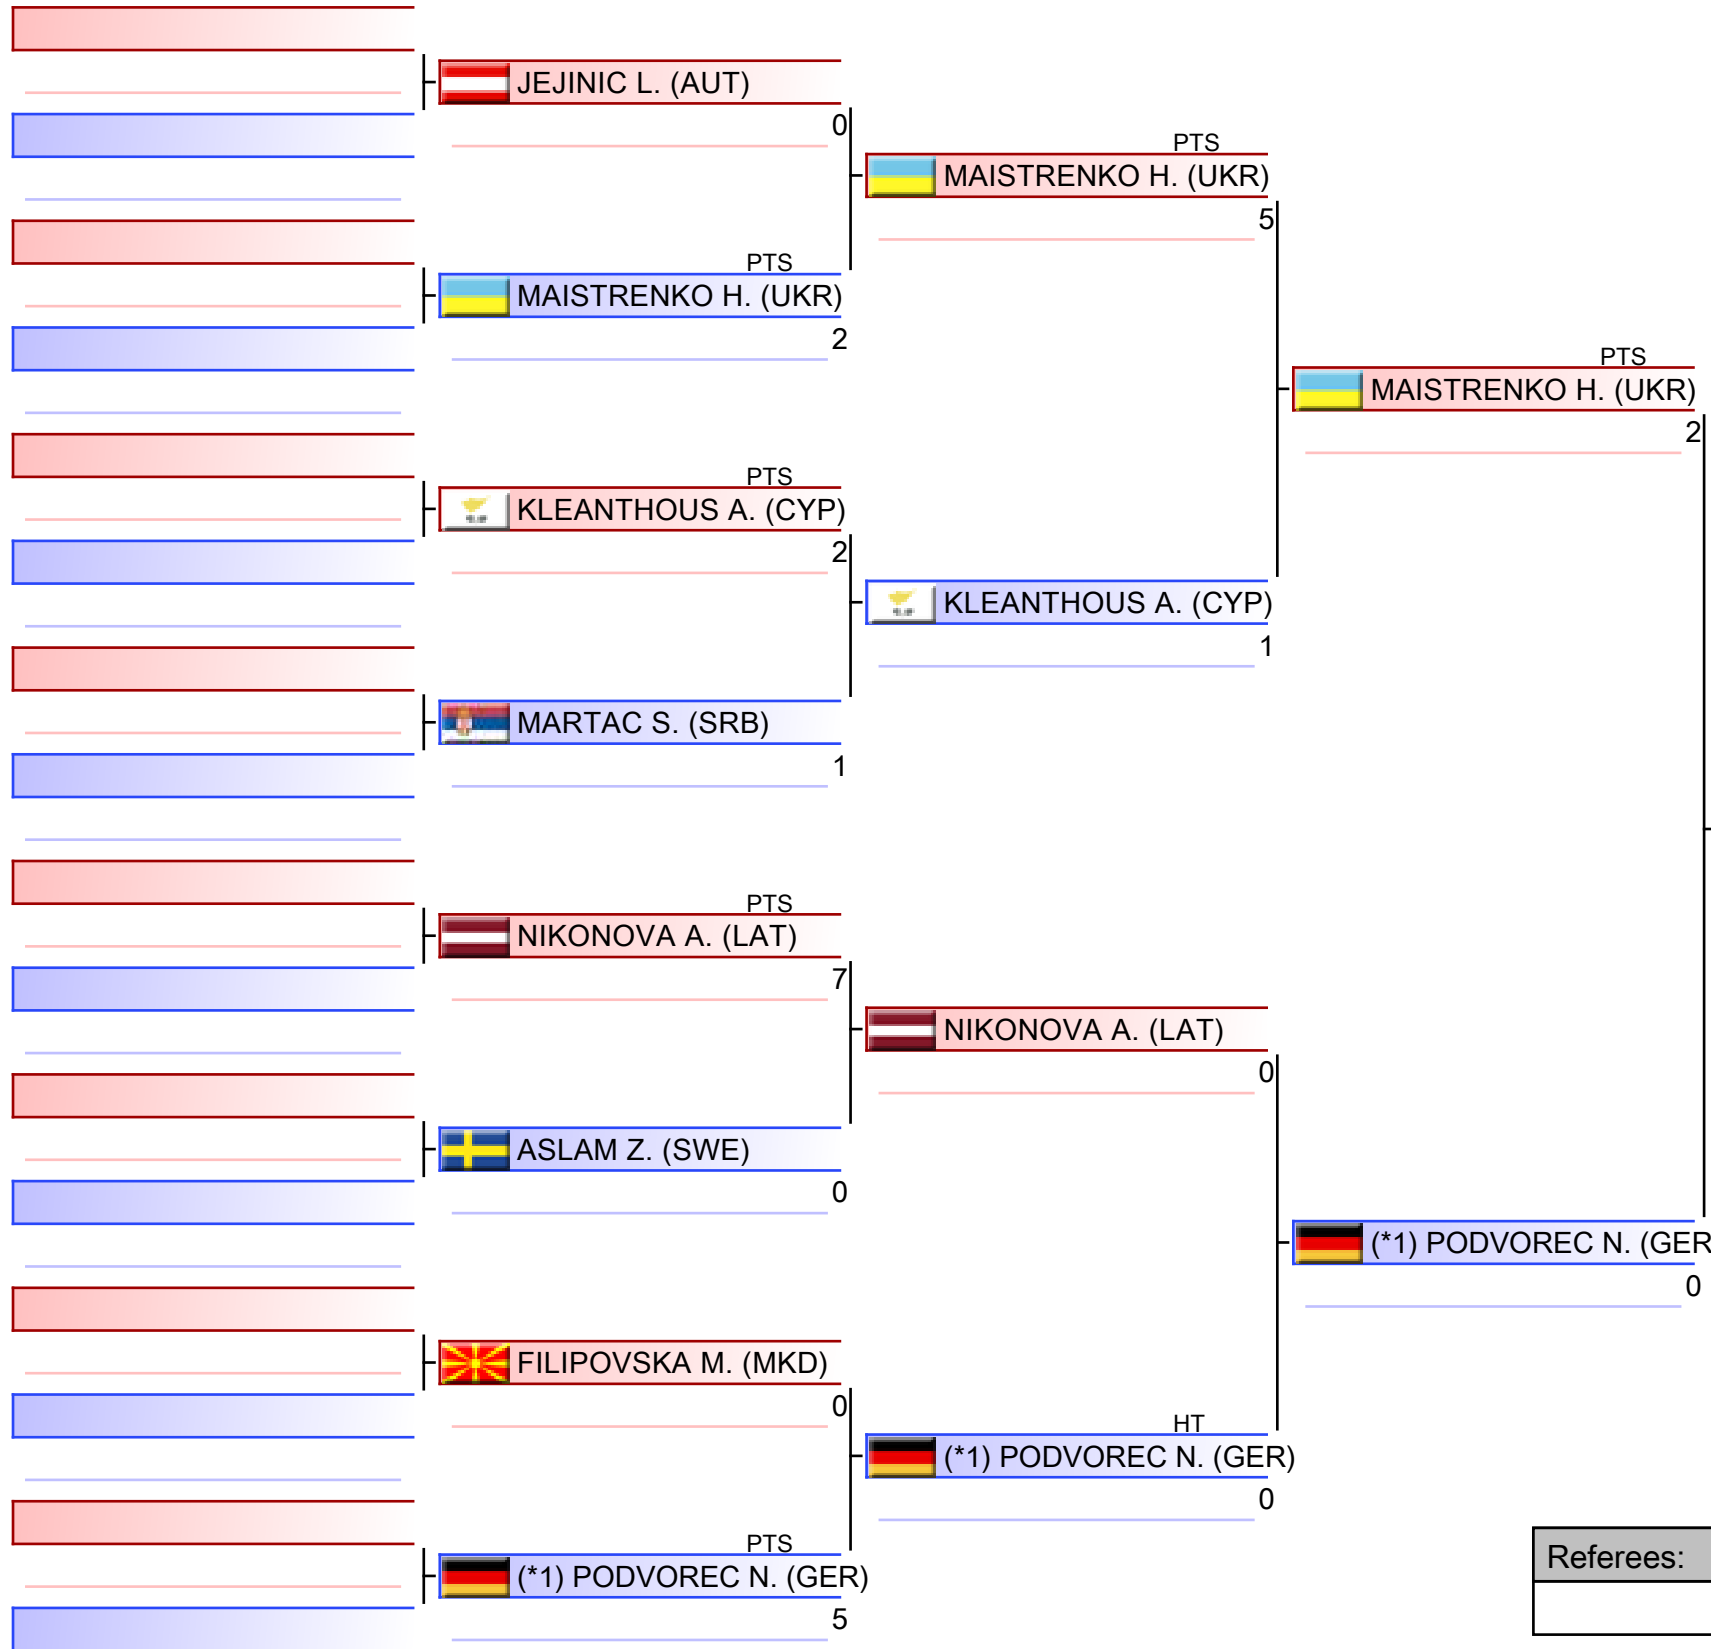 JEJINIC L. (AUT)
0
PTS
MAISTRENKO H. (UKR)
5
PTS
MAISTRENKO H. (UKR)
2
PTS
MAISTRENKO H. (UKR)
2
PTS
KLEANTHOUS A. (CYP)
2
KLEANTHOUS A. (CYP)
1
MARTAC S. (SRB)
1
PTS
NIKONOVA A. (LAT)
7
NIKONOVA A. (LAT)
0
ASLAM Z. (SWE)
0
(*1) PODVOREC N. (GER
0
FILIPOVSKA M. (MKD)
0
HT
(*1) PODVOREC N. (GER)
0
PTS
(*1) PODVOREC N. (GER)
5
Referees: